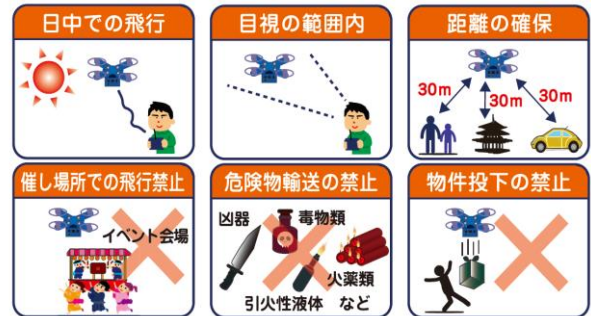 日中での飛行
目視の範囲内
距離の確保
30m
30m
30m
催し場所での飛行禁止
イベント会場
危険物輸送の禁止
凶器
毒物類
火薬類
引火性液体 など
物件投下の禁止